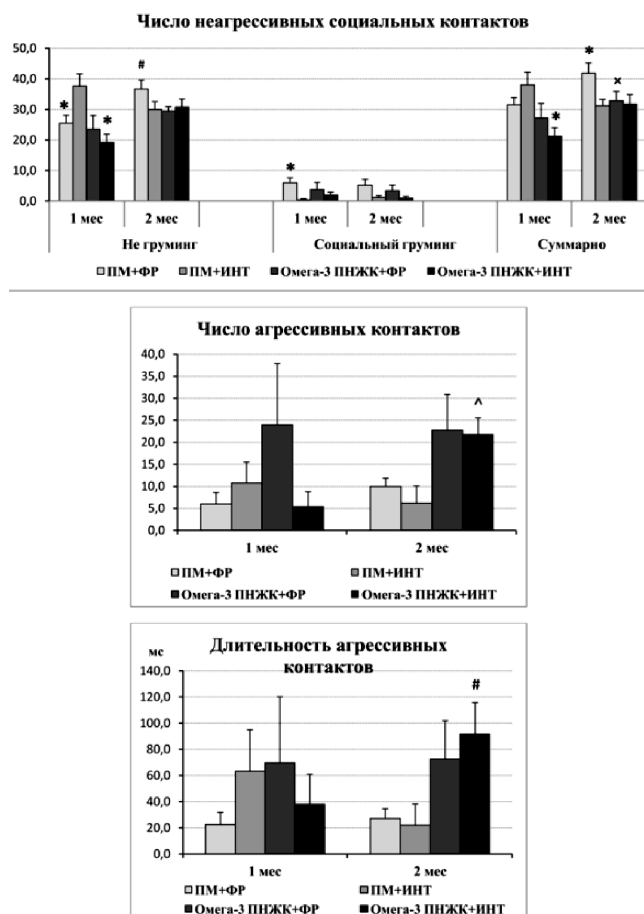 Число неагрессивных социальных контактов
50,0
40,0
30,0
20,0
10,0
0,0
* # * * * * ×
1 мес 2 мес 1 мес 2 мес 1 мес 2 мес
Не груминг Социальный груминг Суммарно
ПМ+ФР ПМ+ИНТ Омега-3 ПНЖК+ФР Омега-3 ПНЖК+ИНТ
Число агрессивных контактов
40,0
35,0
30,0
25,0
20,0
15,0
10,0
5,0
0,0
^
1 мес 2 мес
ПМ+ФР ПМ+ИНТ
Омега-3 ПНЖК+ФР Омега-3 ПНЖК+ИНТ
Длительность агрессивных
мс контактов
140,0
120,0
100,0
80,0
60,0
40,0
20,0
0,0
#
1 мес 2 мес
ПМ+ФР ПМ+ИНТ
Омега-3 ПНЖК+ФР Омега-3 ПНЖК+ИНТ